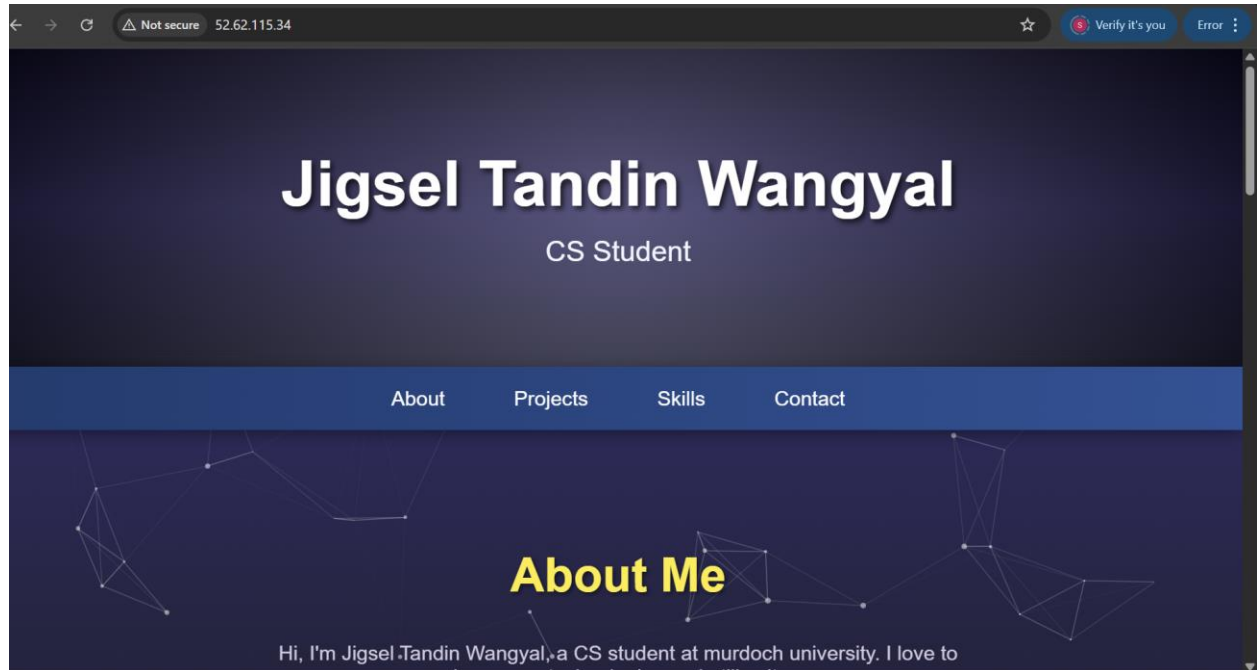 Not secure 52.62.115.34 Verify it's you Error
Jigsel Tandin Wangyal
CS Student
About Projects Skills Contact
About Me
Hi, I'm Jigsel Tandin Wangyal, a CS student at murdoch university. I love to